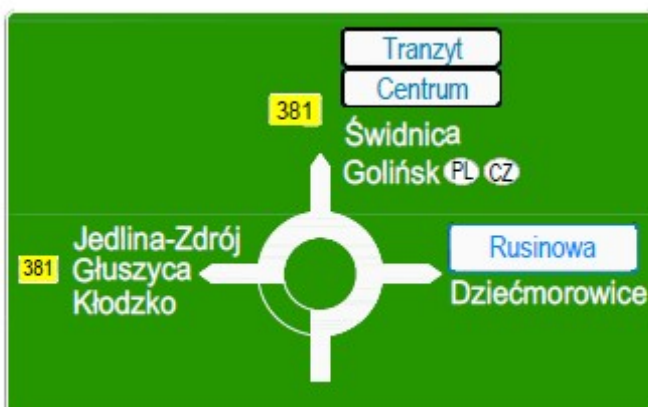 Tranzyt
Centrum
381
Świdnica
Golińsk PL CZ
381
Jedlina-Zdrój
Głuszyca
Kłodzko
Rusinowa
Dziećmorowice